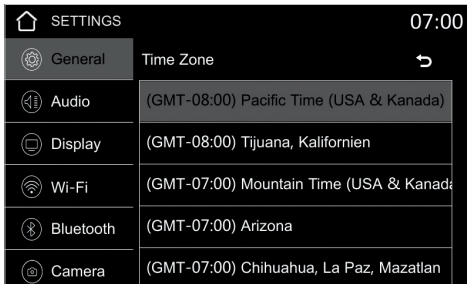 SETTINGS 07:00
General
Time Zone
Audio
(GMT-08:00) Pacific Time (USA & Kanada)
Display
(GMT-08:00) Tijuana, Kalifornien
Wi-Fi
(GMT-07:00) Mountain Time (USA & Kanada
Bluetooth
(GMT-07:00) Arizona
Camera
(GMT-07:00) Chihuahua, La Paz, Mazatlan